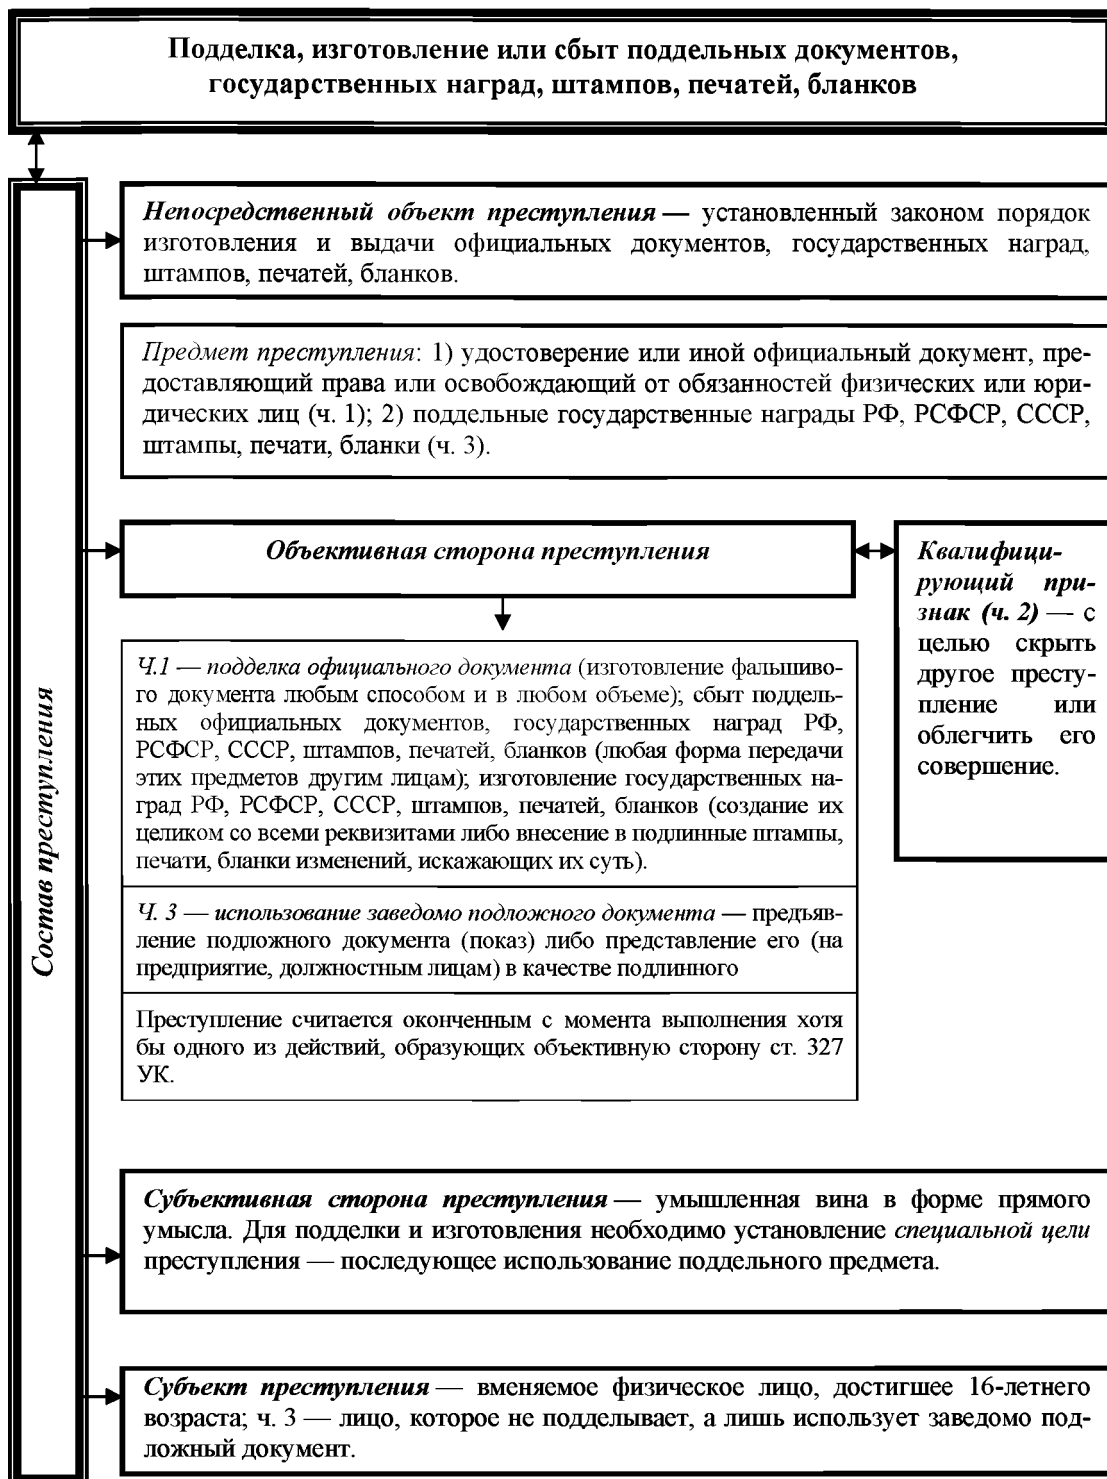 Подделка, изготовление или сбыт поддельных документов,
государственных наград, штампов, печатей, бланков
Состав преступления
Непосредственный объект преступления — установленный законом порядок
изготовления и выдачи официальных документов, государственных наград,
штампов, печатей, бланков.
Предмет преступления: 1) удостоверение или иной официальный документ, пре-
доставляющий права или освобождающий от обязанностей физических или юри-
дических лиц (ч. 1); 2) поддельные государственные награды РФ, РСФСР, СССР,
штампы, печати, бланки (ч. 3).
Объективная сторона преступления
Квалифици-
рующий при-
знак (ч. 2) — с
целью скрыть
другое престу-
пление или
облегчить его
совершение.
Ч.1 — подделка официального документа (изготовление фальшиво-
го документа любым способом и в любом объеме); сбыт поддель-
ных официальных документов, государственных наград РФ,
РСФСР, СССР, штампов, печатей, бланков (любая форма передачи
этих предметов другим лицам); изготовление государственных на-
град РФ, РСФСР, СССР, штампов, печатей, бланков (создание их
целиком со всеми реквизитами либо внесение в подлинные штампы,
печати, бланки изменений, искажающих их суть).
Ч. 3 — использование заведомо подложного документа — предъяв-
ление подложного документа (показ) либо представление его (на
предприятие, должностным лицам) в качестве подлинного
Преступление считается оконченным с момента выполнения хотя
бы одного из действий, образующих объективную сторону ст. 327
УК.
Субъективная сторона преступления — умышленная вина в форме прямого
умысла. Для подделки и изготовления необходимо установление специальной цели
преступления — последующее использование поддельного предмета.
Субъект преступления — вменяемое физическое лицо, достигшее 16-летнего
возраста; ч. 3 — лицо, которое не подделывает, а лишь использует заведомо под-
ложный документ.